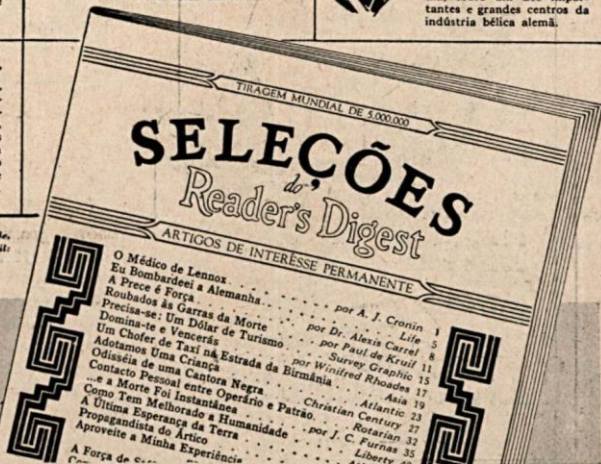 tantes e grandes centros da
indústria bélica alemã.
TIRAGEM MUNDIAL DE 5.000.000
SELEÇÕES
do
Reader's Digest
ARTIGOS DE INTERÊSSE PERMANENTE
O Médico de Lennox . . . por A. J. Cronin 1
Eu Bombardeei a Alemanha . . . Life 5
A Prece é Força . . . por Dr. Alexis Carrel 8
Roubados às Garras da Morte . . . por Paul de Kruif 11
Precisa-se: Um Dólar de Turismo . . . Survey Graphic 15
Domina-te e Vencerás . . . por Winifred Rhoades 17
Um Chofer de Taxi na Estrada da Birmânia . . . Asia 19
Adotamos Uma Criança . . . Atlantic 23
Odisséia de uma Cantora Negra . . . Christian Century 27
Contacto Pessoal entre Operário e Patrão . . . Rotarian 32
...e a Morte Foi Instantânea . . . por J. C. Furnas 35
Como Tem Melhorado a Humanidade . . . Liberty
A Última Esperança da Terra
Propagandista do Ártico
Aproveite a Minha Experiência
A Força de